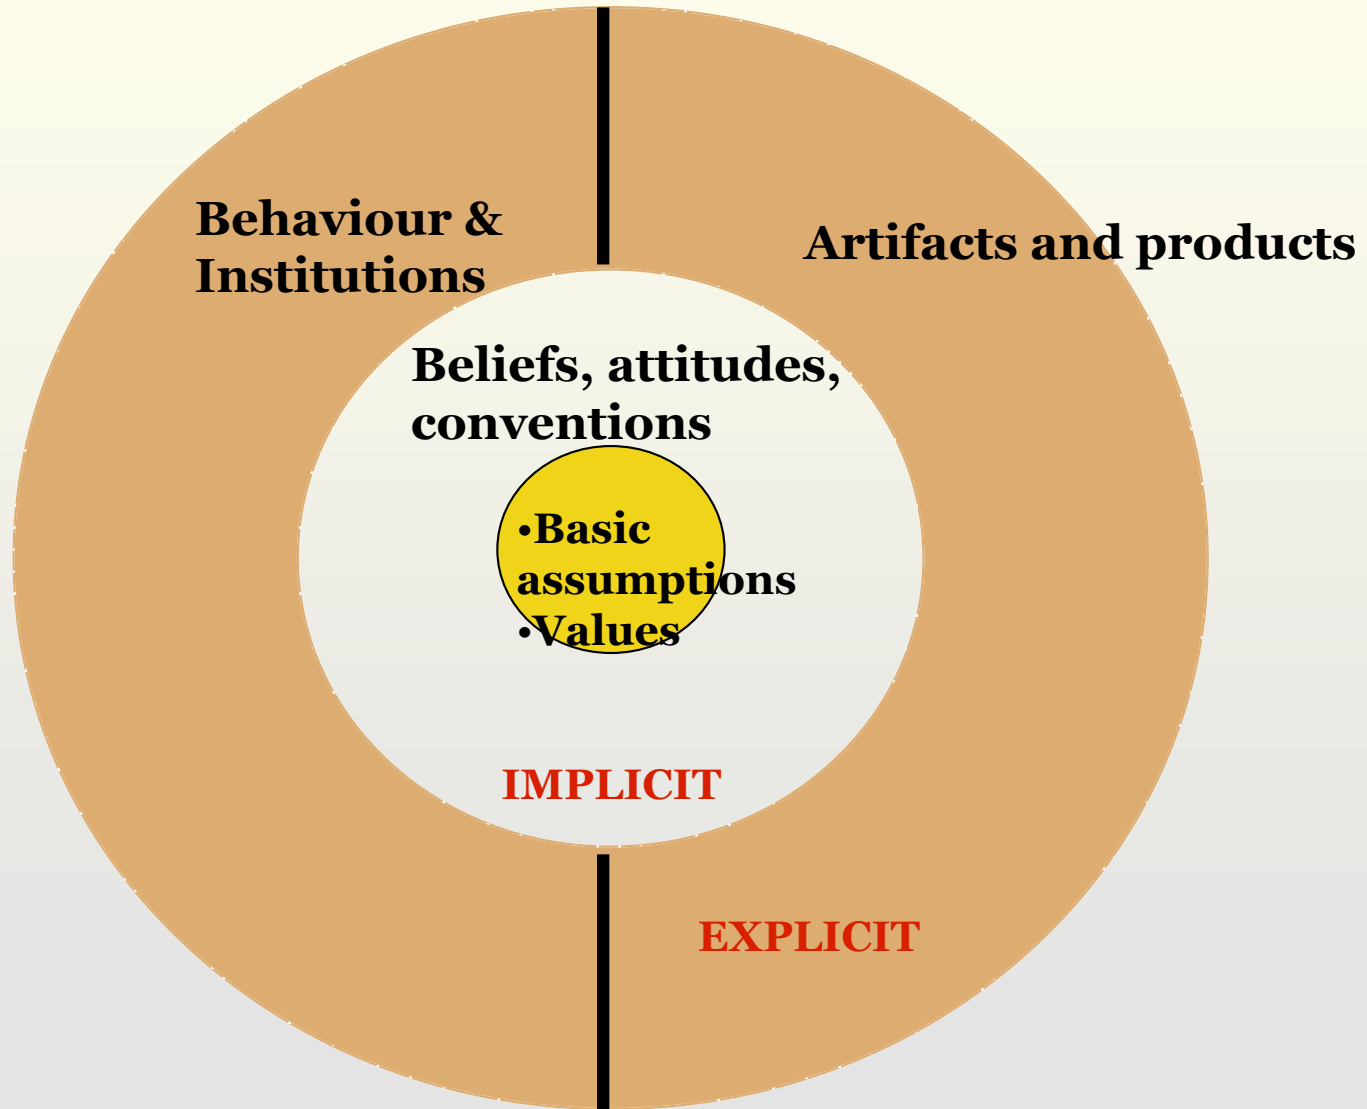 Behaviour &
Institutions
Artifacts and products
Beliefs, attitudes,
conventions
•Basic
assumptions
•Values
IMPLICIT
EXPLICIT